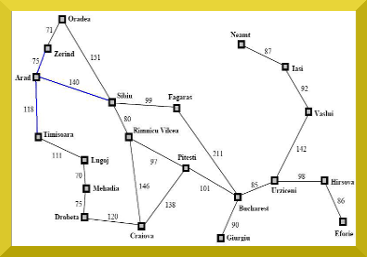 Oradea
71
Neamt
Zerind
87
75
151
Iasi
Arad
140
92
Sibiu
99
Fagaras
118
Vaslui
80
Timisoara
Rimnicu Vilcea
111
142
211
Lugoj
97
Pitesti
70
98
Hirsova
146
85
Mehadia
101
Urziceni
138
86
75
Bucharest
120
Drobeta
90
Craiova
Eforie
Giurgiu